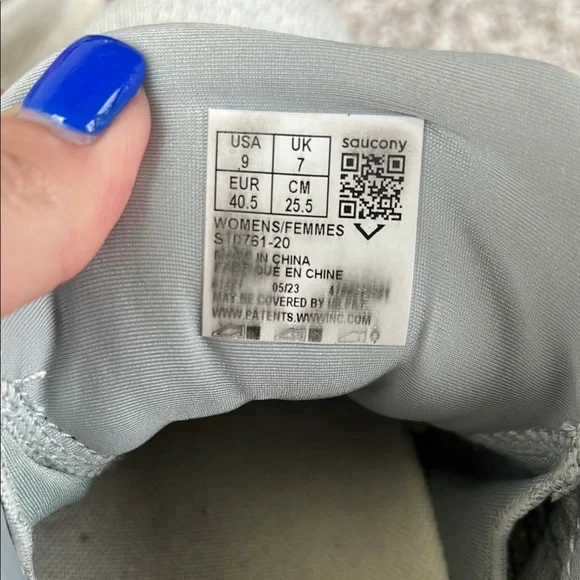 USA UK saucony
9 7
EUR CM
40.5 25.5
WOMENS/FEMMES
S10761-20
MADE IN CHINA
FABRIQUÉ EN CHINE
05/23
MAY BE COVERED BY US PAT.
WWW.PATENTS.WWWINC.COM